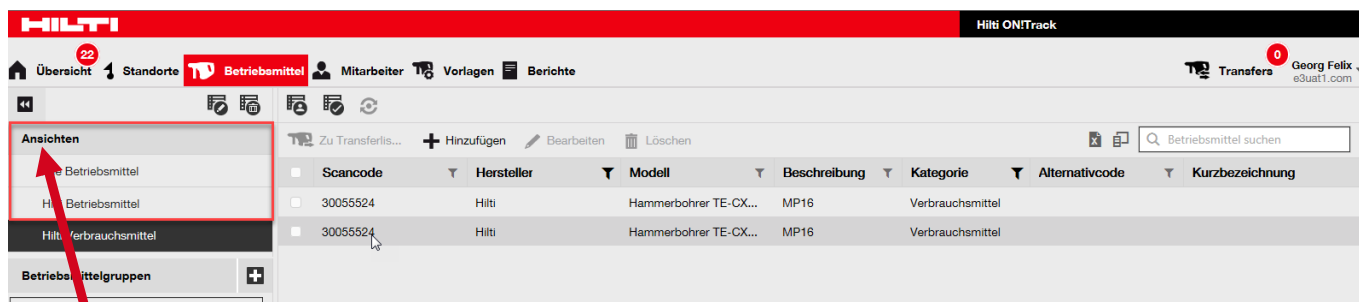 HILTI
Hilti ON!Track
22
0
Übersicht Standorte Betriebsmittel Mitarbeiter Vorlagen Berichte
Transfers
Georg Felix
e3uat1.com
Ansichten
Zu Transferlis... Hinzufügen Bearbeiten Löschen
Betriebsmittel suchen
Betriebsmittel
Scancode Hersteller Modell Beschreibung Kategorie Alternativcode Kurzbezeichnung
Betriebsmittel
30055524 Hilti Hammerbohrer TE-CX... MP16 Verbrauchsmittel
Hilti Verbrauchsmittel
30055524 Hilti Hammerbohrer TE-CX... MP16 Verbrauchsmittel
Betriebsmittelgruppen